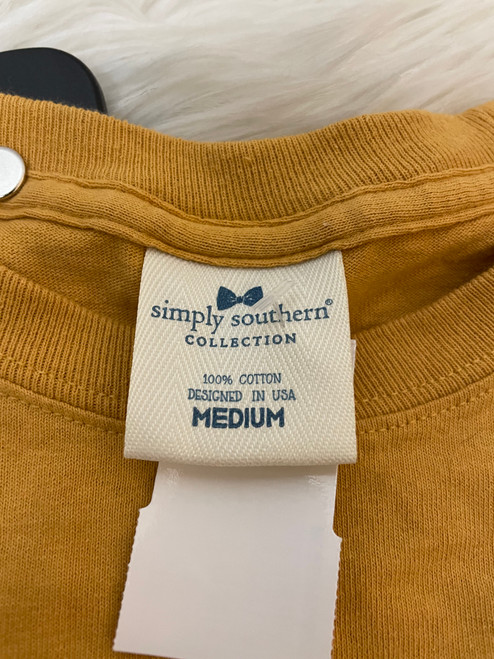 simply southern®
COLLECTION
100% COTTON
DESIGNED IN USA
MEDIUM